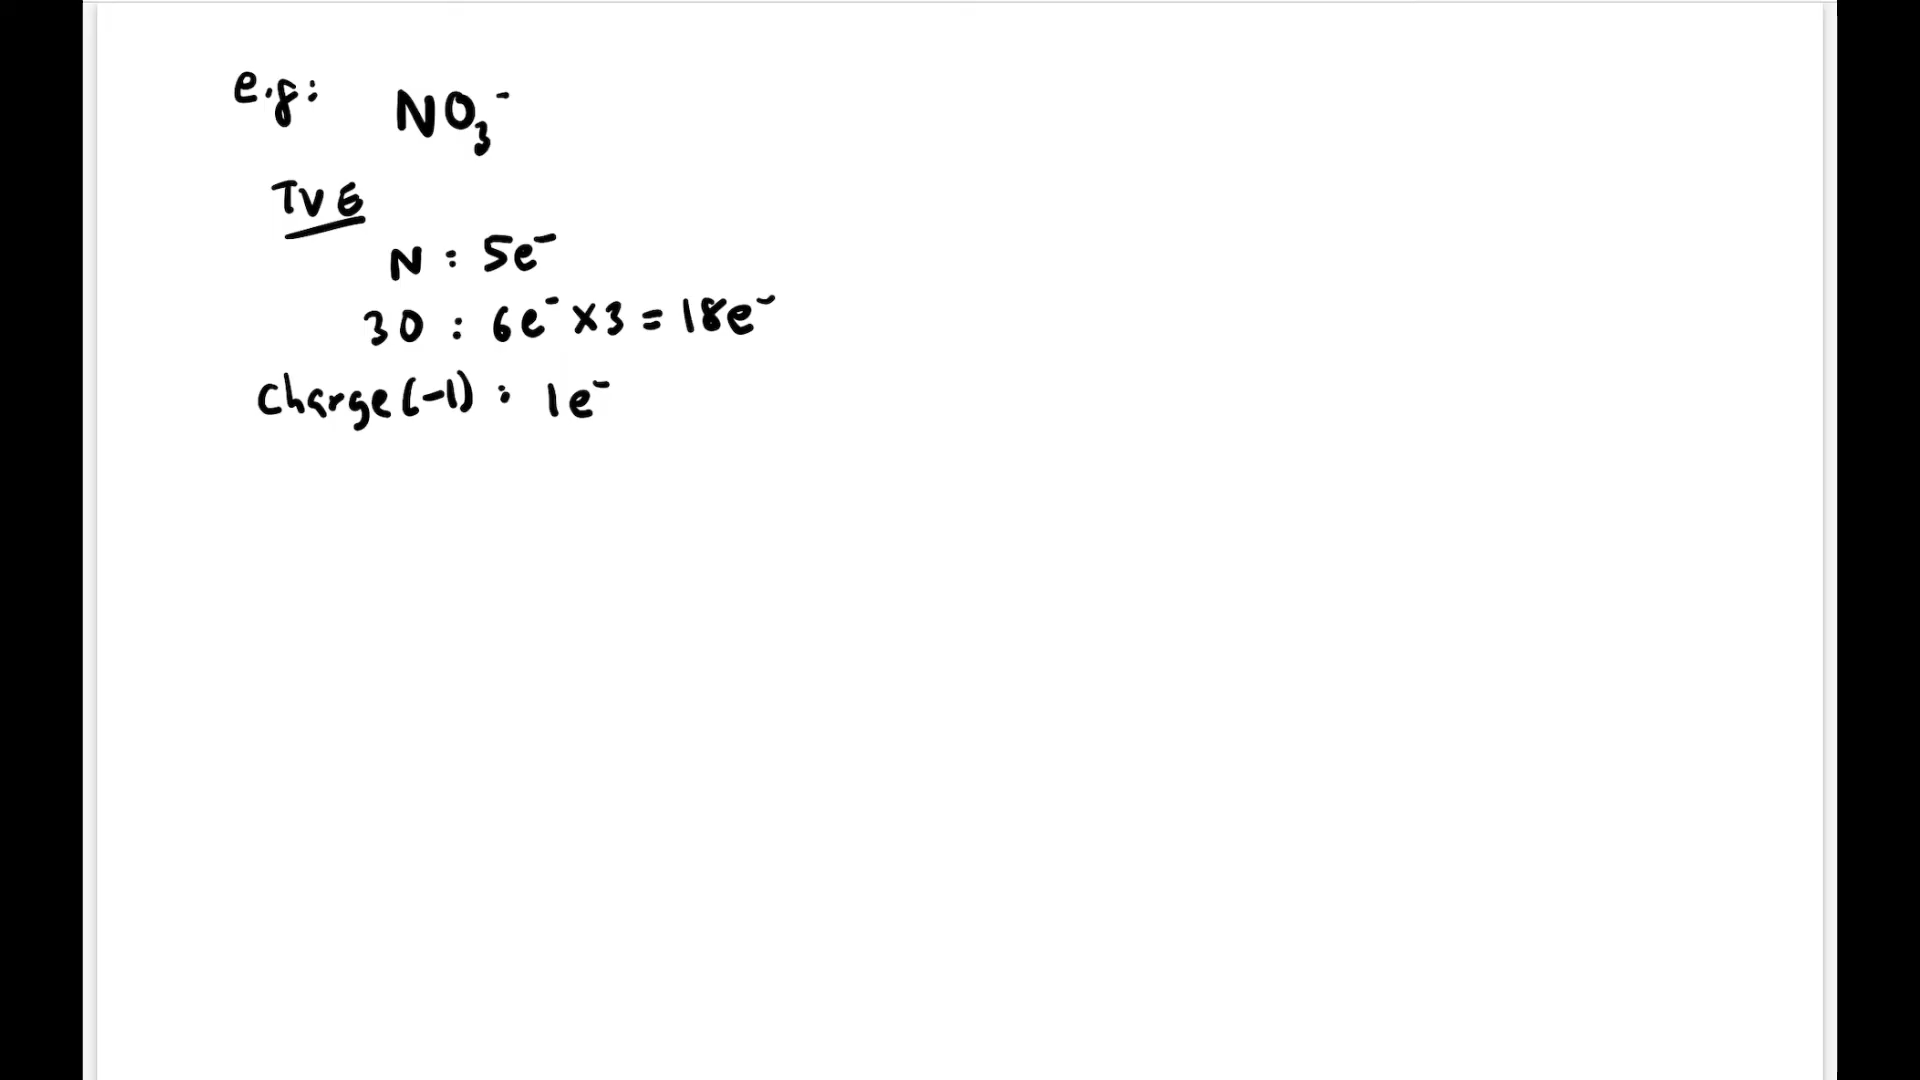 e.g: NO₃⁻
TVE
N : 5e⁻
3O : 6e⁻ x3 = 18e⁻
Charge(-1) : 1e⁻